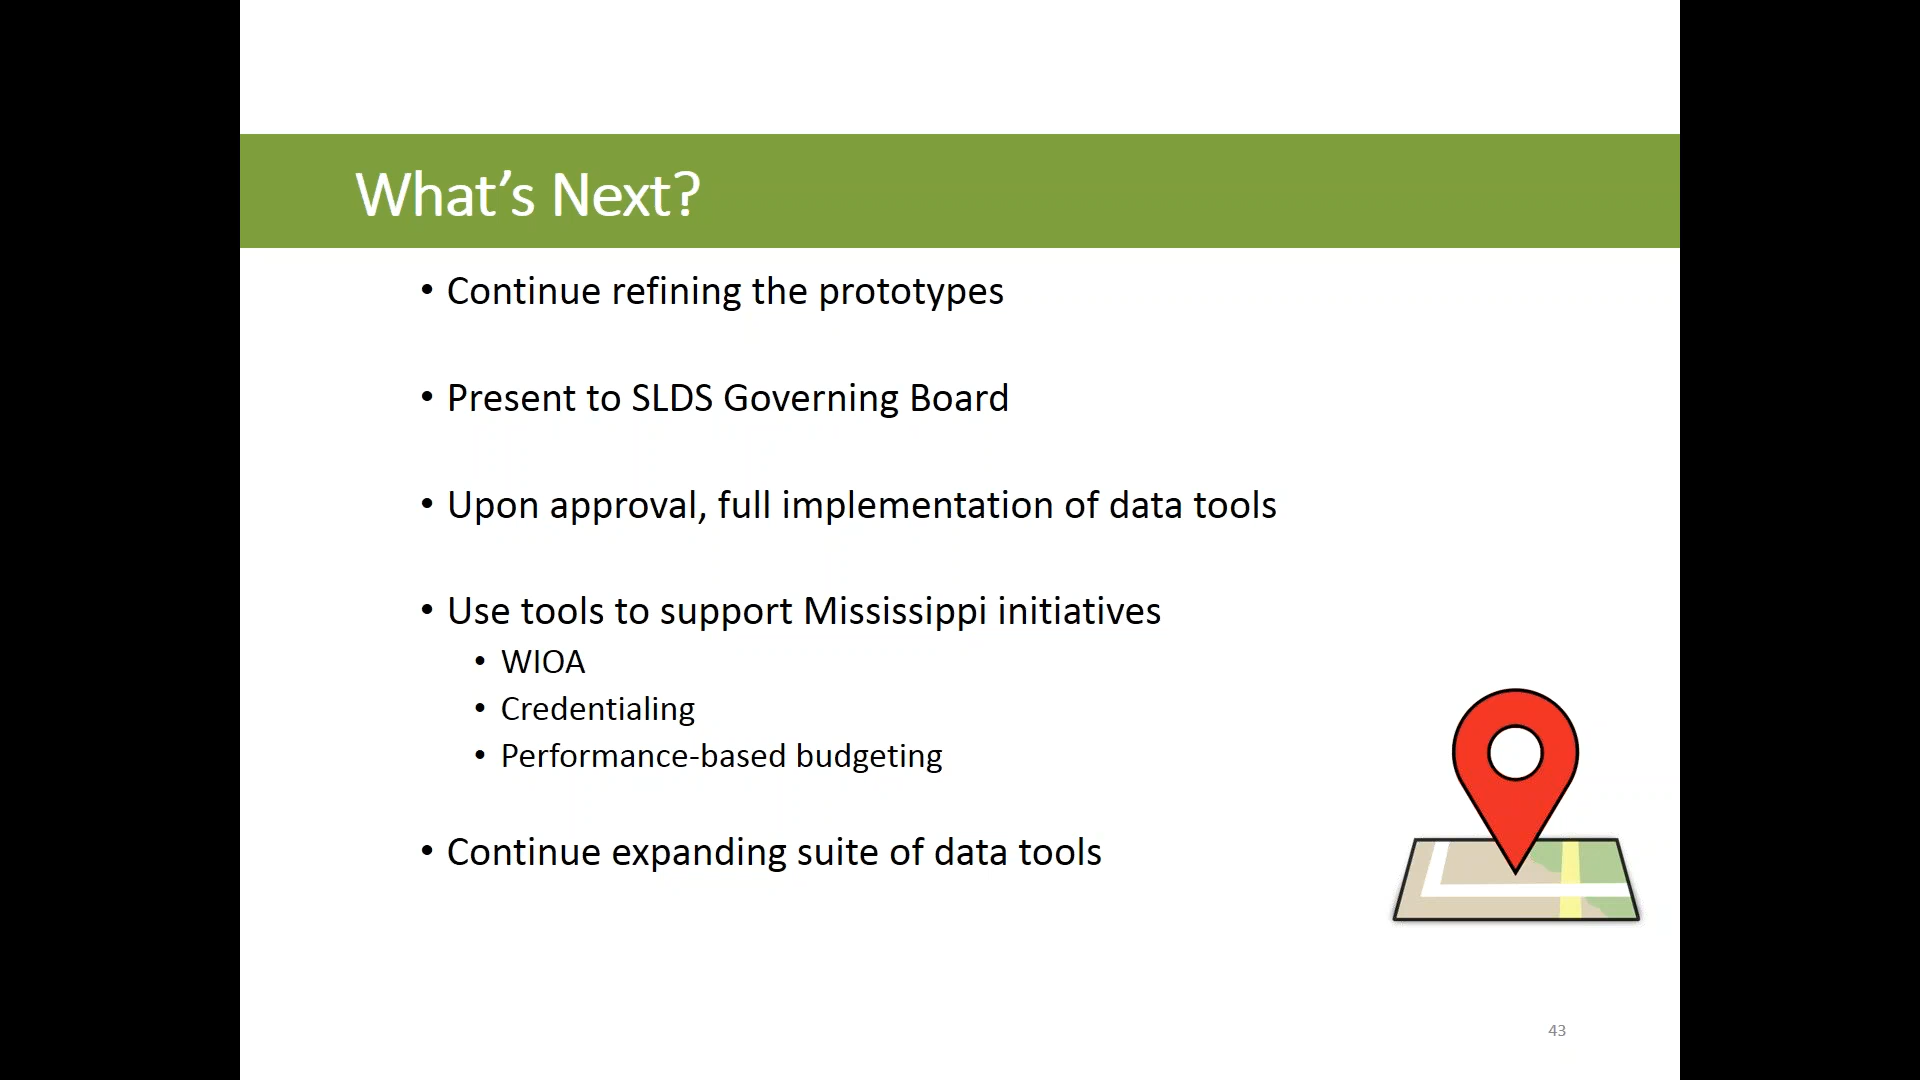 What’s Next?
• Continue refining the prototypes
• Present to SLDS Governing Board
• Upon approval, full implementation of data tools
• Use tools to support Mississippi initiatives
• WIOA
• Credentialing
• Performance-based budgeting
• Continue expanding suite of data tools
43